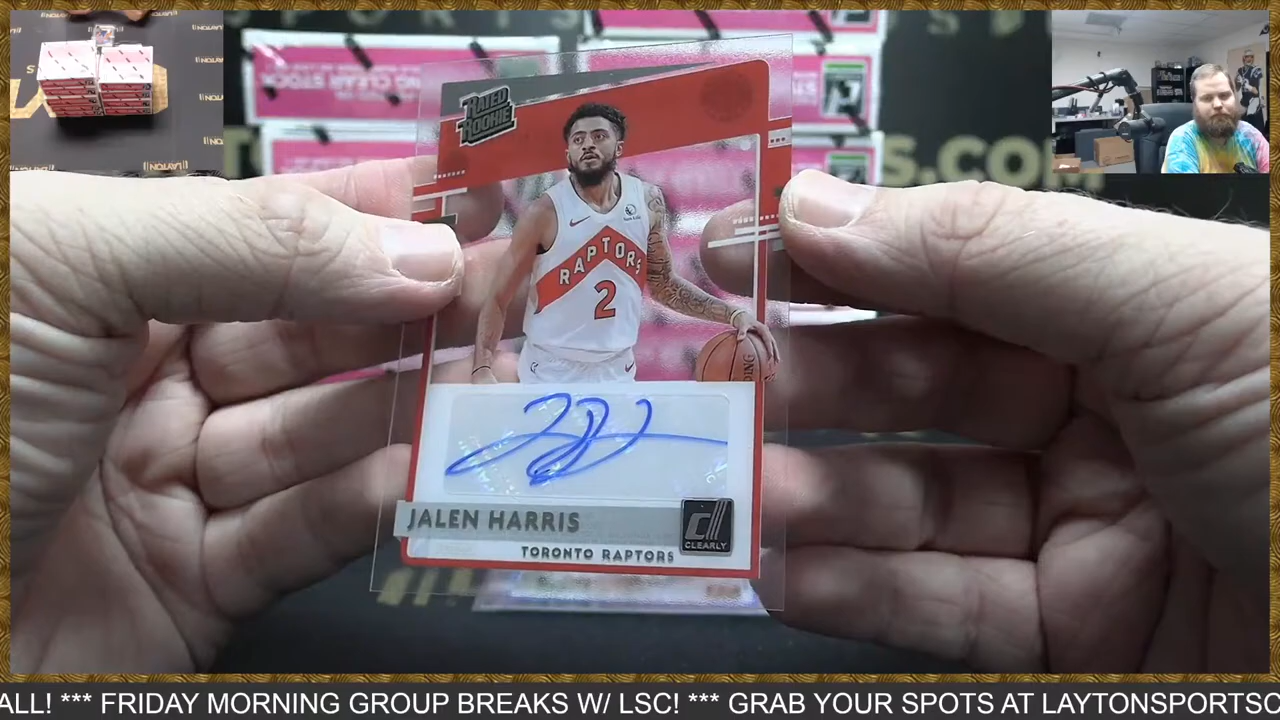 RATED
ROOKIE
RAPTORS
2
JALEN HARRIS
CLEARLY
TORONTO RAPTORS
ALL! *** FRIDAY MORNING GROUP BREAKS W/ LSC! *** GRAB YOUR SPOTS AT LAYTONSPORTSC